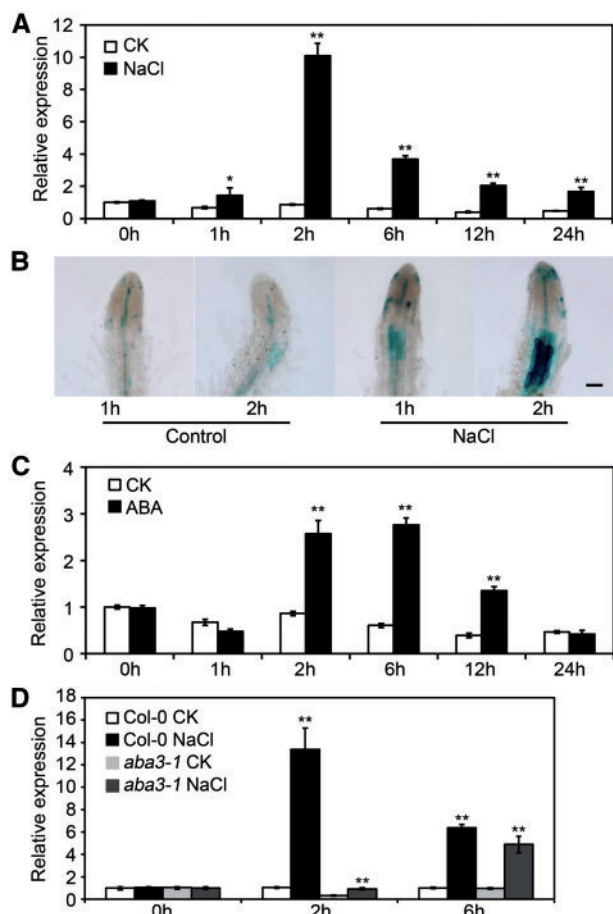 A
Relative expression
12
10
8
6
4
2
0
CK
NaCl
*
**
**
**
**
0h 1h 2h 6h 12h 24h
B
1h 2h 1h 2h
Control NaCl
C
Relative expression
4
3
2
1
0
CK
ABA
**
**
**
0h 1h 2h 6h 12h 24h
D
Relative expression
18
16
14
12
10
8
6
4
2
0
Col-0 CK
Col-0 NaCl
aba3-1 CK
aba3-1 NaCl
**
**
**
**
0h 2h 6h